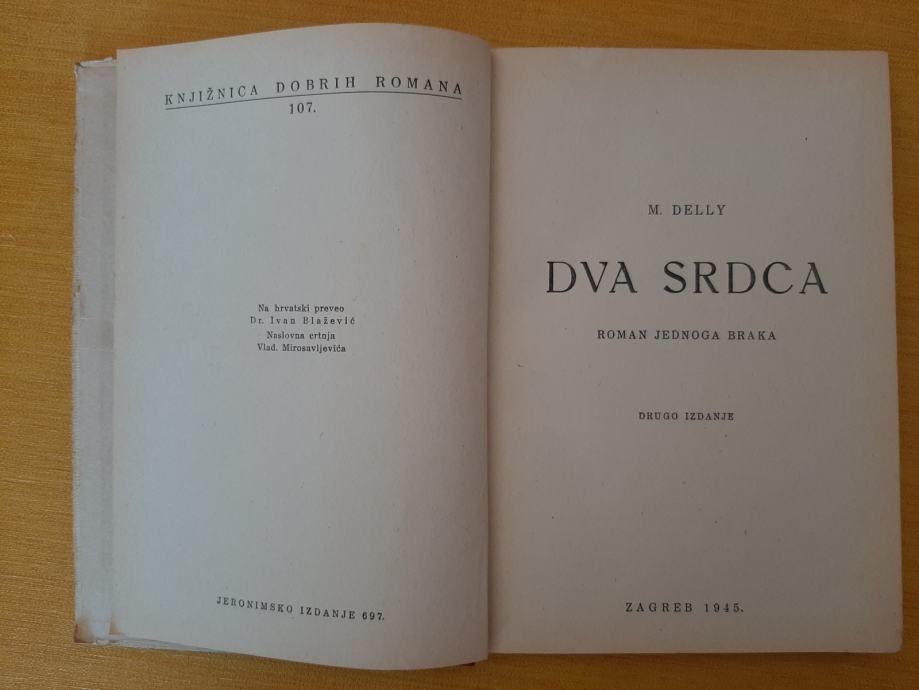 KNJIŽNICA DOBRIH ROMANA
107.
Na hrvatski preveo
Dr. Ivan Blažević
Naslovna crtnja
Vlad. Mirosavljevića
JERONIMSKO IZDANJE 697.
M. DELLY
DVA SRDCA
ROMAN JEDNOGA BRAKA
DRUGO IZDANJE
ZAGREB 1945.